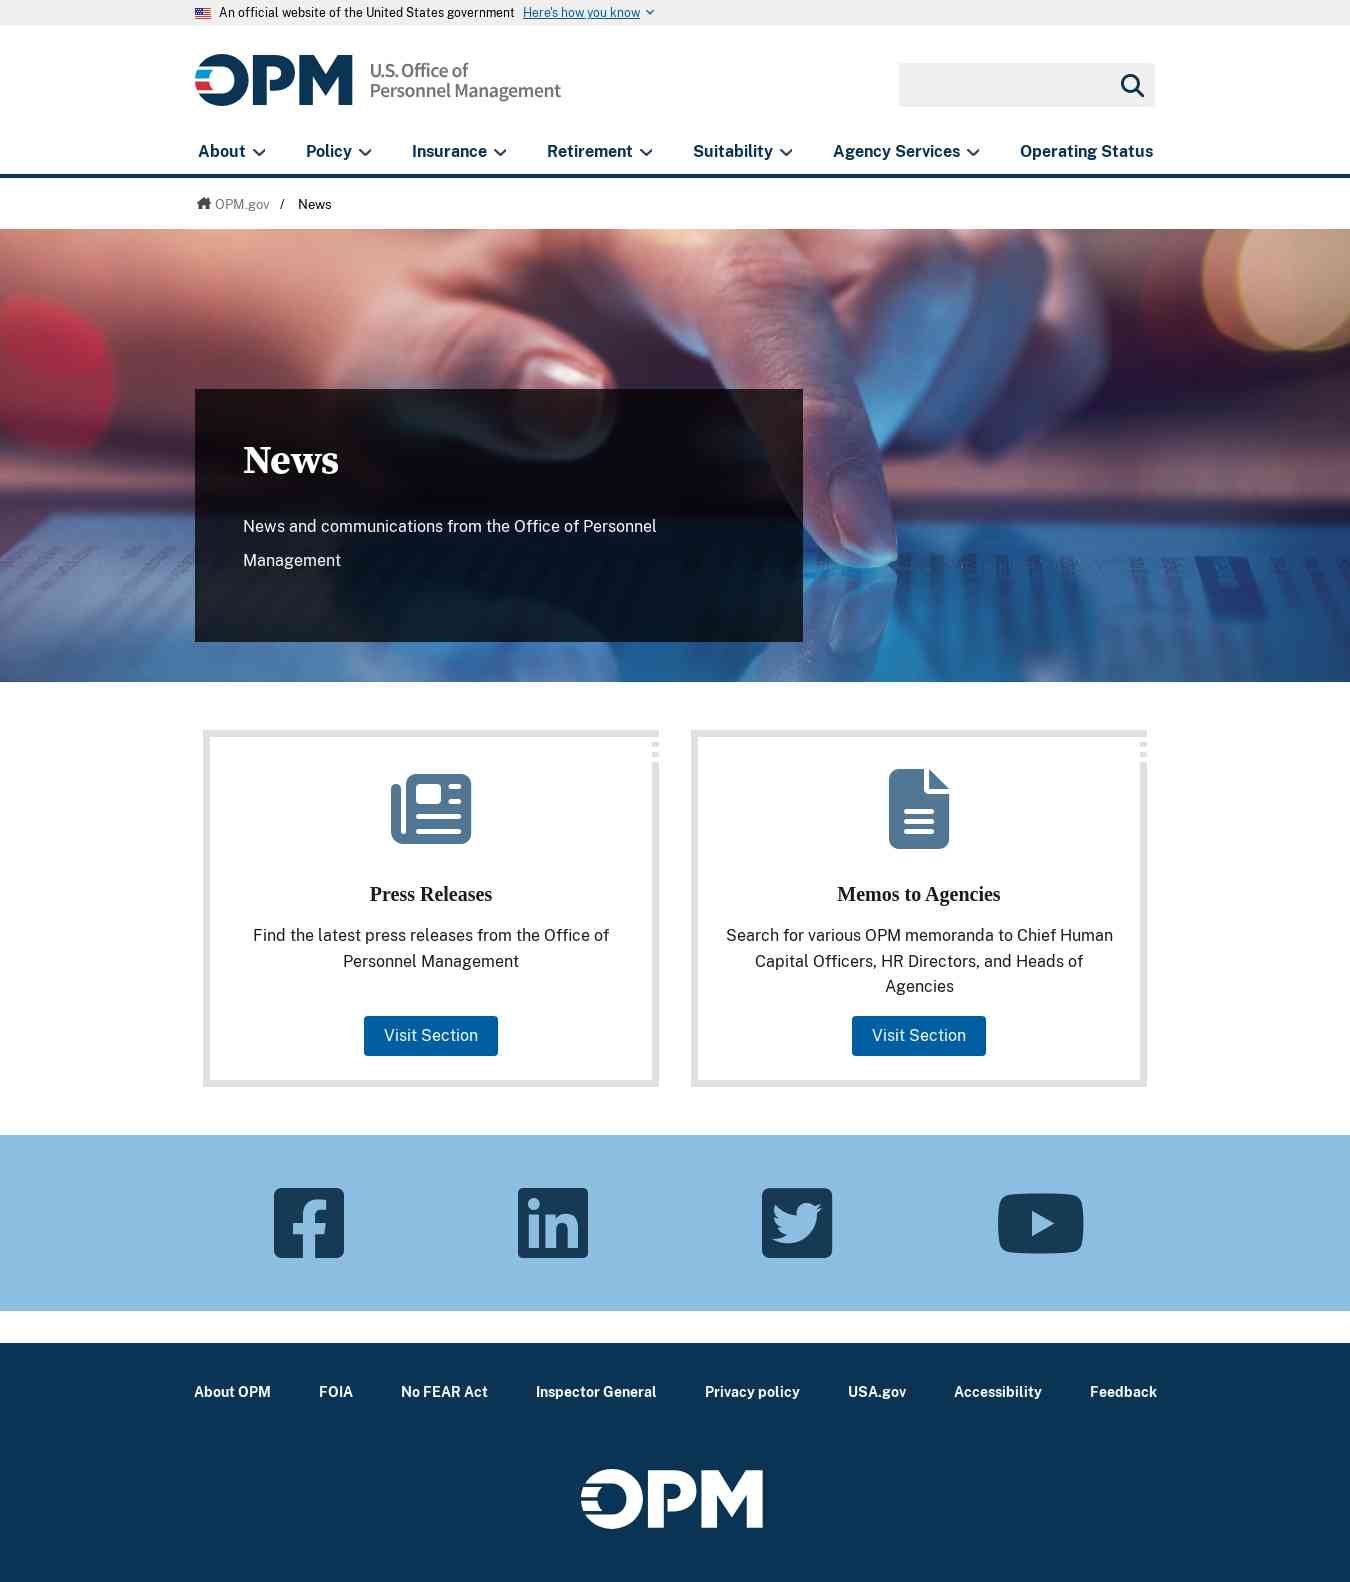 An official website of the United States government Here's how you know
OPM U.S. Office of
Personnel Management
About Policy Insurance Retirement Suitability Agency Services Operating Status
OPM.gov / News
News
News and communications from the Office of Personnel
Management
Press Releases
Find the latest press releases from the Office of
Personnel Management
Visit Section
Memos to Agencies
Search for various OPM memoranda to Chief Human
Capital Officers, HR Directors, and Heads of
Agencies
Visit Section
About OPM FOIA No FEAR Act Inspector General Privacy policy USA.gov Accessibility Feedback
OPM